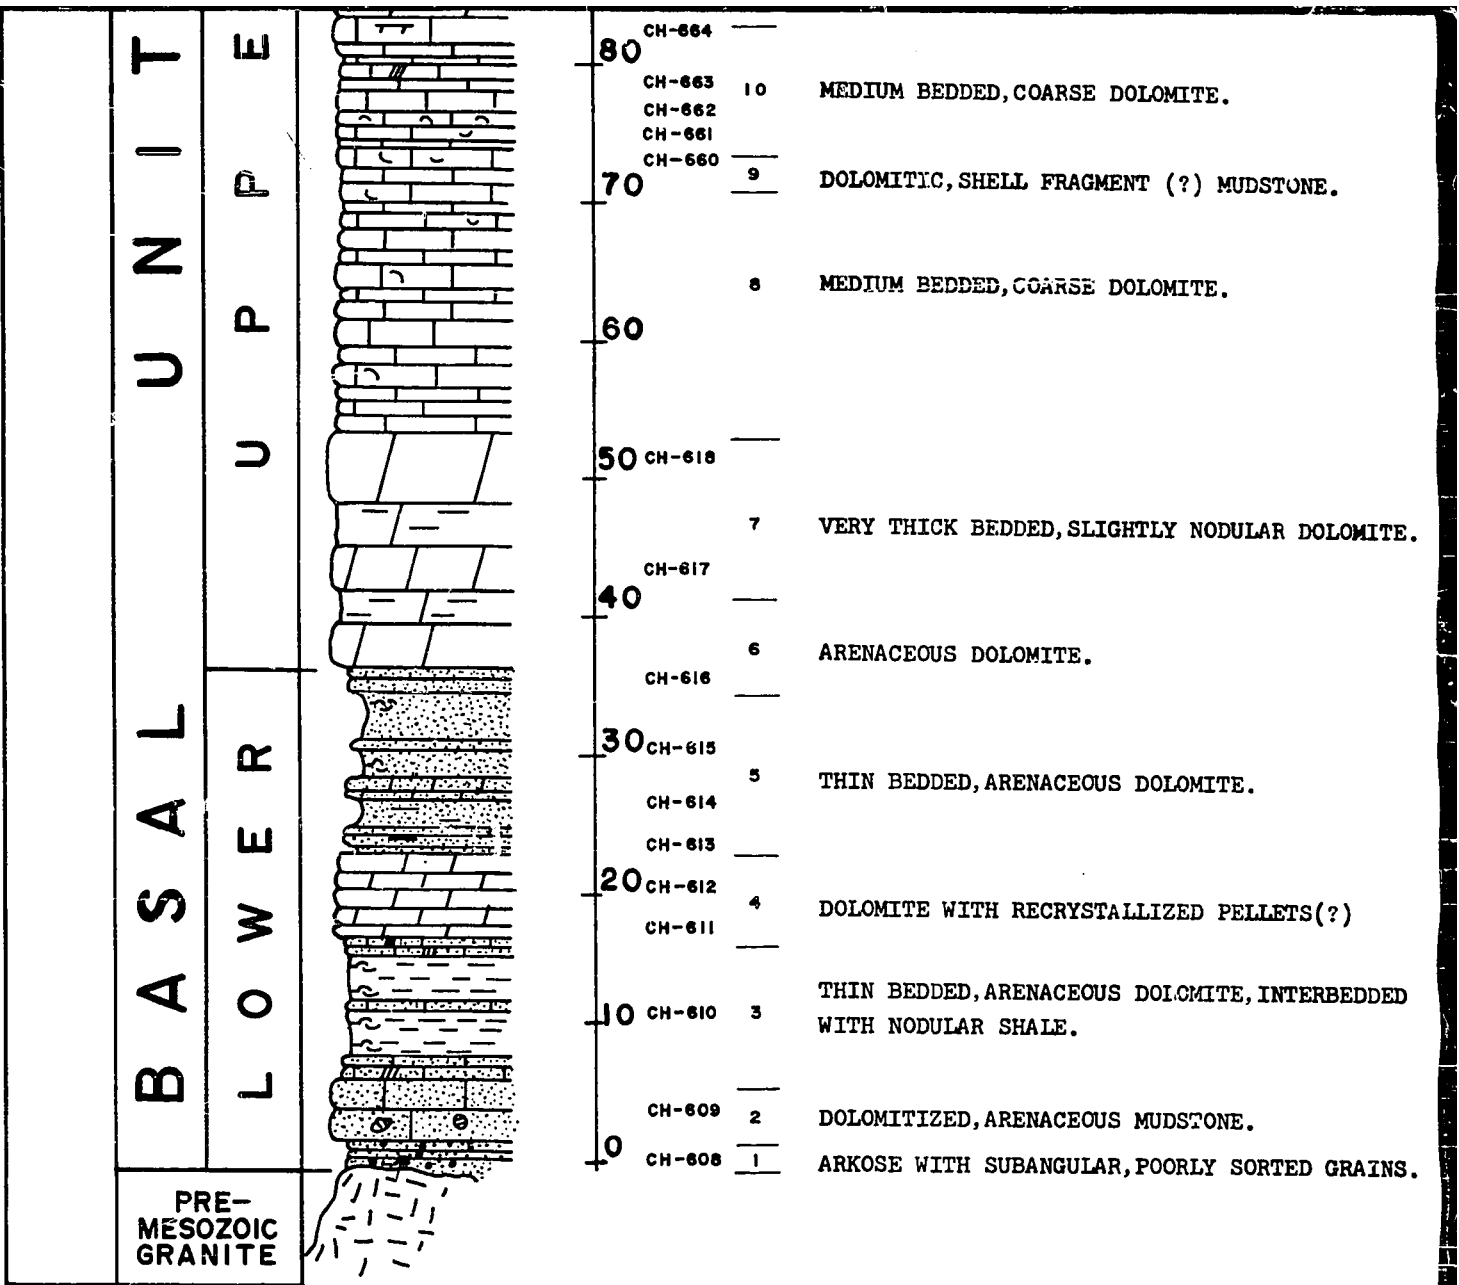 BASAL UNIT
UPPE
LOWER
PRE-
MESOZOIC
GRANITE
80
70
60
50
40
30
20
10
0
CH-664
CH-663
CH-662
CH-661
CH-660
CH-618
CH-617
CH-616
CH-615
CH-614
CH-613
CH-612
CH-611
CH-610
CH-609
CH-608
10 MEDIUM BEDDED, COARSE DOLOMITE.
9 DOLOMITIC, SHELL FRAGMENT (?) MUDSTONE.
8 MEDIUM BEDDED, COARSE DOLOMITE.
7 VERY THICK BEDDED, SLIGHTLY NODULAR DOLOMITE.
6 ARENACEOUS DOLOMITE.
5 THIN BEDDED, ARENACEOUS DOLOMITE.
4 DOLOMITE WITH RECRYSTALLIZED PELLETS(?)
3 THIN BEDDED, ARENACEOUS DOLOMITE, INTERBEDDED
WITH NODULAR SHALE.
2 DOLOMITIZED, ARENACEOUS MUDSTONE.
1 ARKOSE WITH SUBANGULAR, POORLY SORTED GRAINS.